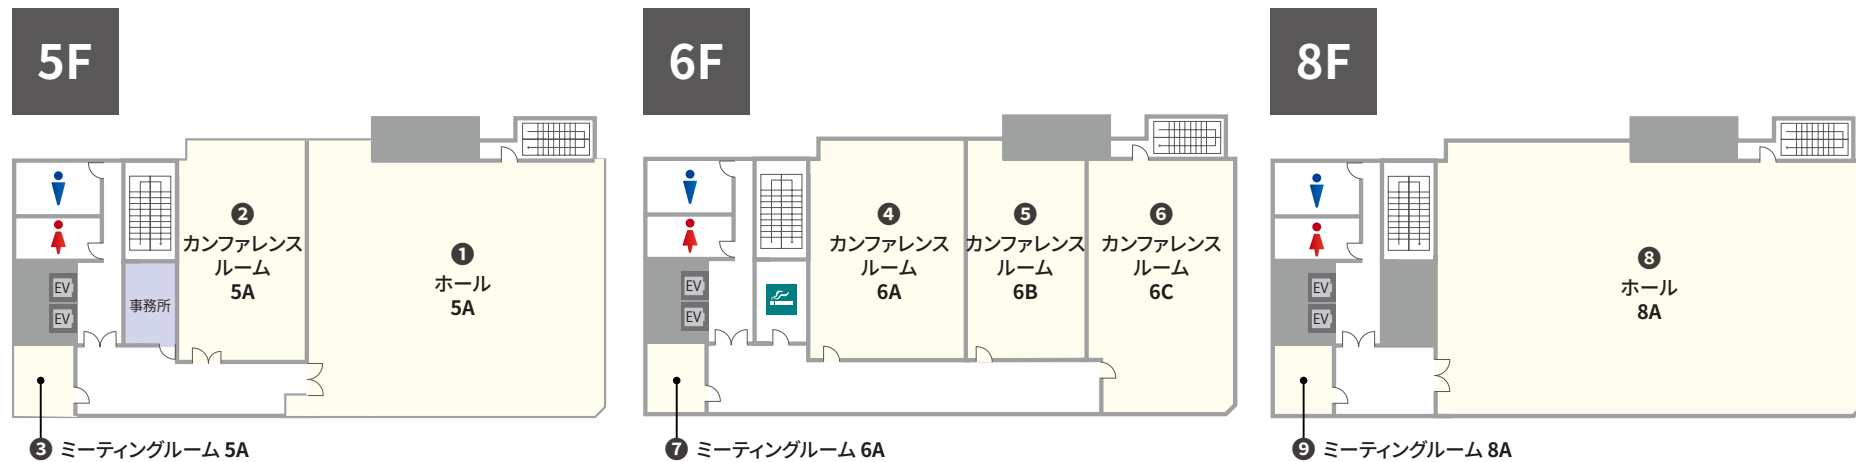 5F
❷
カンファレンス
ルーム
5A
❶
ホール
5A
EV
EV
事務所
❸ ミーティングルーム 5A
6F
❹
カンファレンス
ルーム
6A
❺
カンファレンス
ルーム
6B
❻
カンファレンス
ルーム
6C
EV
EV
❼ ミーティングルーム 6A
8F
❽
ホール
8A
EV
EV
❾ ミーティングルーム 8A